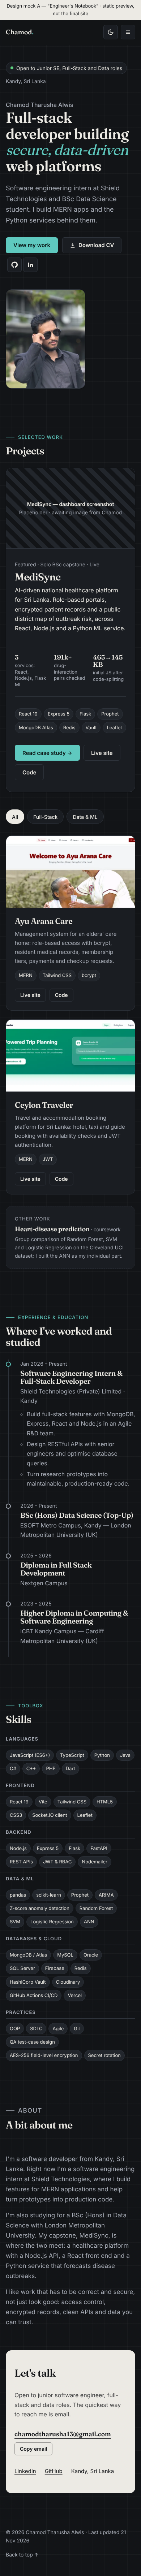 Design mock A — "Engineer's Notebook" · static preview,
not the final site
Chamod.
Open to Junior SE, Full-Stack and Data roles
Kandy, Sri Lanka
Chamod Tharusha Alwis
Full-stack
developer building
secure, data-driven
web platforms
Software engineering intern at Shield
Technologies and BSc Data Science
student. I build MERN apps and the
Python services behind them.
View my work
Download CV
in
SELECTED WORK
Projects
MediSync — dashboard screenshot
Placeholder · awaiting image from Chamod
Featured · Solo BSc capstone · Live
MediSync
AI-driven national healthcare platform
for Sri Lanka. Role-based portals,
encrypted patient records and a public
district map of outbreak risk, across
React, Node.js and a Python ML service.
5
services:
React,
Node.js, Flask
ML
191k+
drug-
interaction
pairs checked
465→145
KB
initial JS after
code-splitting
React 19 Express 5 Flask Prophet
MongoDB Atlas Redis Vault Leaflet
Read case study → Live site
Code
All Full-Stack Data & ML
Welcome to Ayu Arana Care
Ayu Arana Care
Management system for an elders' care
home: role-based access with bcrypt,
resident medical records, membership
tiers, payments and checkup requests.
MERN Tailwind CSS bcrypt
Live site Code
Powered Trip Planning
Ceylon Traveler
Travel and accommodation booking
platform for Sri Lanka: hotel, taxi and guide
booking with availability checks and JWT
authentication.
MERN JWT
Live site Code
OTHER WORK
Heart-disease prediction · coursework
Group comparison of Random Forest, SVM
and Logistic Regression on the Cleveland UCI
dataset; I built the ANN as my individual part.
EXPERIENCE & EDUCATION
Where I've worked and
studied
Jan 2026 – Present
Software Engineering Intern &
Full-Stack Developer
Shield Technologies (Private) Limited ·
Kandy
Build full-stack features with MongoDB,
Express, React and Node.js in an Agile
R&D team.
Design RESTful APIs with senior
engineers and optimise database
queries.
Turn research prototypes into
maintainable, production-ready code.
2026 – Present
BSc (Hons) Data Science (Top-Up)
ESOFT Metro Campus, Kandy — London
Metropolitan University (UK)
2025 – 2026
Diploma in Full Stack
Development
Nextgen Campus
2023 – 2025
Higher Diploma in Computing &
Software Engineering
ICBT Kandy Campus — Cardiff
Metropolitan University (UK)
TOOLBOX
Skills
LANGUAGES
JavaScript (ES6+) TypeScript Python Java
C# C++ PHP Dart
FRONTEND
React 19 Vite Tailwind CSS HTML5
CSS3 Socket.IO client Leaflet
BACKEND
Node.js Express 5 Flask FastAPI
REST APIs JWT & RBAC Nodemailer
DATA & ML
pandas scikit-learn Prophet ARIMA
Z-score anomaly detection Random Forest
SVM Logistic Regression ANN
DATABASES & CLOUD
MongoDB / Atlas MySQL Oracle
SQL Server Firebase Redis
HashiCorp Vault Cloudinary
GitHub Actions CI/CD Vercel
PRACTICES
OOP SDLC Agile Git
QA test-case design
AES-256 field-level encryption Secret rotation
ABOUT
A bit about me
I'm a software developer from Kandy, Sri
Lanka. Right now I'm a software engineering
intern at Shield Technologies, where I build
features for MERN applications and help
turn prototypes into production code.
I'm also studying for a BSc (Hons) in Data
Science with London Metropolitan
University. My capstone, MediSync, is
where the two meet: a healthcare platform
with a Node.js API, a React front end and a
Python service that forecasts disease
outbreaks.
I like work that has to be correct and secure,
not just look good: access control,
encrypted records, clean APIs and data you
can trust.
Let's talk
Open to junior software engineer, full-
stack and data roles. The quickest way
to reach me is email.
chamodtharusha15@gmail.com
Copy email
LinkedIn GitHub Kandy, Sri Lanka
© 2026 Chamod Tharusha Alwis · Last updated 21
Nov 2026
Back to top ↑